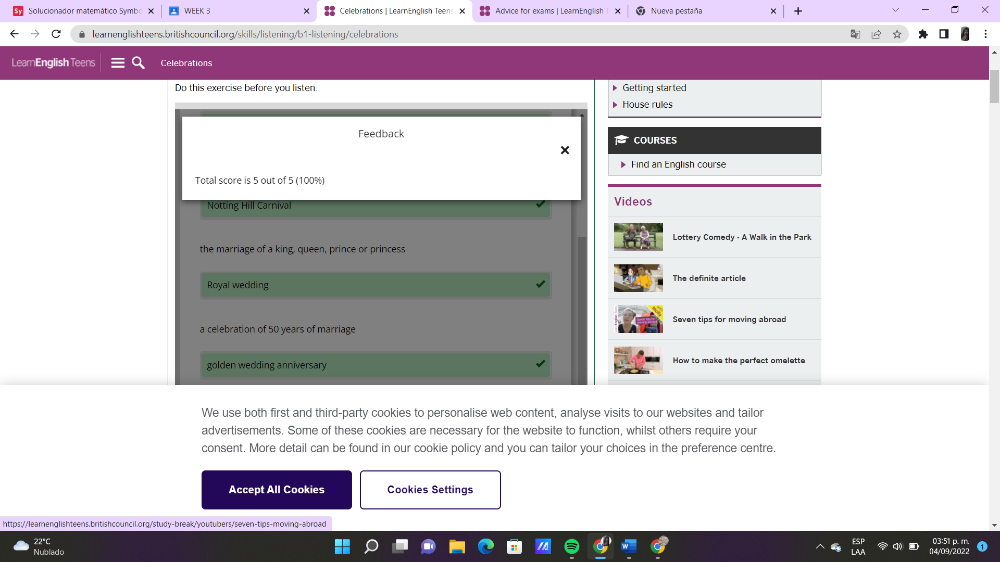 Sy Solucionador matemático Symbo
WEEK 3
Celebrations | LearnEnglish Teens
Advice for exams | LearnEnglish T
Nueva pestaña
learnenglishteens.britishcouncil.org/skills/listening/b1-listening/celebrations
LearnEnglish Teens
Celebrations
Do this exercise before you listen.
Feedback
Total score is 5 out of 5 (100%)
Notting Hill Carnival
the marriage of a king, queen, prince or princess
Royal wedding
a celebration of 50 years of marriage
golden wedding anniversary
Getting started
House rules
COURSES
Find an English course
Videos
Lottery Comedy - A Walk in the Park
The definite article
Seven tips for moving abroad
How to make the perfect omelette
We use both first and third-party cookies to personalise web content, analyse visits to our websites and tailor
advertisements. Some of these cookies are necessary for the website to function, whilst others require your
consent. More detail can be found in our cookie policy and you can tailor your choices in the preference centre.
Accept All Cookies
Cookies Settings
https://learnenglishteens.britishcouncil.org/study-break/youtubers/seven-tips-moving-abroad
22°C
Nublado
ESP
LAA
03:51 p. m.
04/09/2022
1